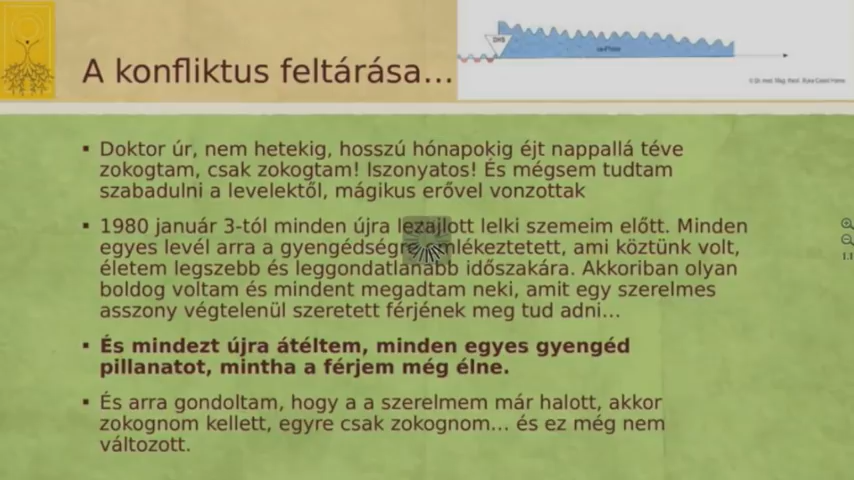 A konfliktus feltárása...
DHS
Doktor úr, nem hetekig, hosszú hónapokig éjt nappallá téve
zokogtam, csak zokogtam! Iszonyatos! És mégsem tudtam
szabadulni a levelektől, mágikus erővel vonzottak
1980 január 3-tól minden újra lezajlott lelki szemeim előtt. Minden
egyes levél arra a gyengédségre emlékeztetett, ami köztünk volt,
életem legszebb és leggondatlanabb időszakára. Akkoriban olyan
boldog voltam és mindent megadtam neki, amit egy szerelmes
asszony végtelenül szeretett férjének meg tud adni...
És mindezt újra átéltem, minden egyes gyengéd
pillanatot, mintha a férjem még élne.
És arra gondoltam, hogy a a szerelmem már halott, akkor
zokognom kellett, egyre csak zokognom... és ez még nem
változott.